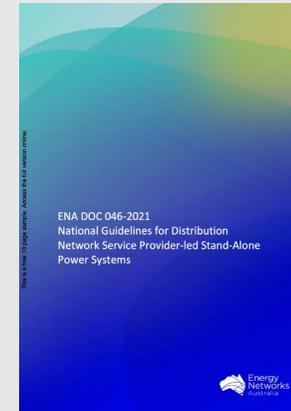 This is a free 10 page sample. Access the full version online.
ENA DOC 046-2021
National Guidelines for Distribution
Network Service Provider-led Stand-Alone
Power Systems
Energy
Networks
Australia